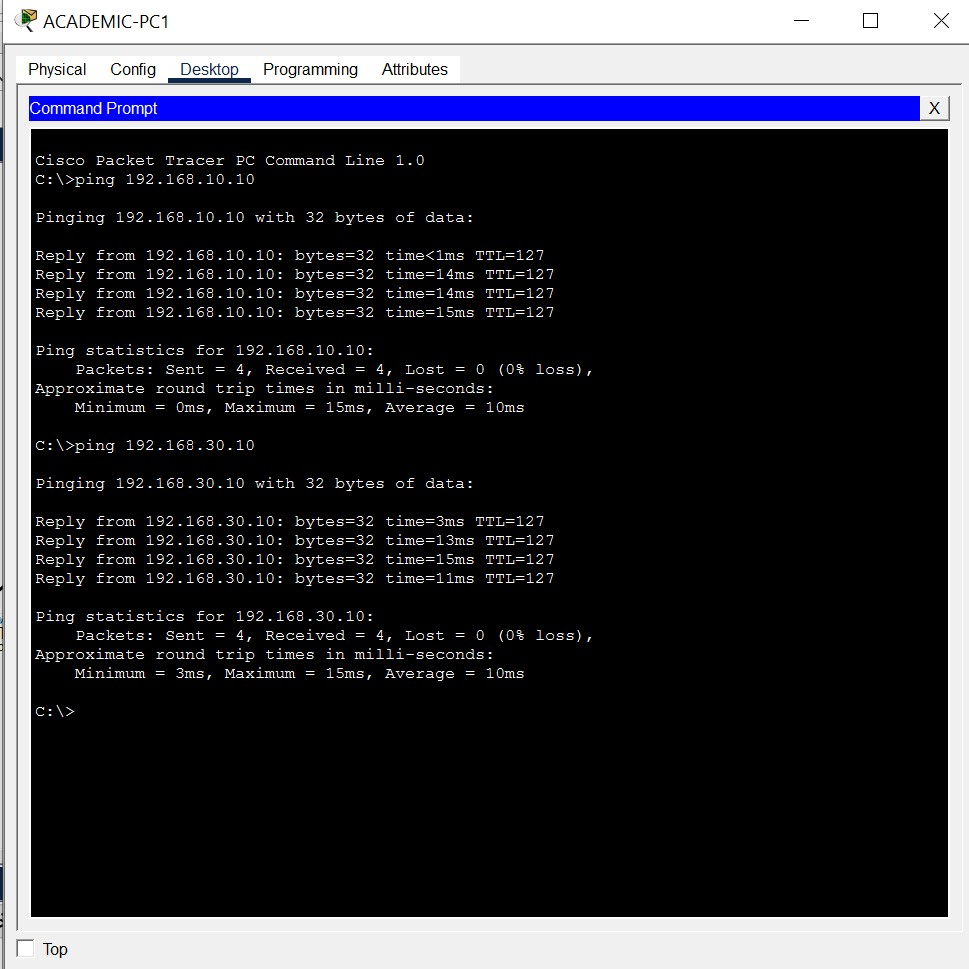 ACADEMIC-PC1
Physical Config Desktop Programming Attributes
Command Prompt X
Cisco Packet Tracer PC Command Line 1.0
C:\>ping 192.168.10.10
Pinging 192.168.10.10 with 32 bytes of data:
Reply from 192.168.10.10: bytes=32 time<1ms TTL=127
Reply from 192.168.10.10: bytes=32 time=14ms TTL=127
Reply from 192.168.10.10: bytes=32 time=14ms TTL=127
Reply from 192.168.10.10: bytes=32 time=15ms TTL=127
Ping statistics for 192.168.10.10:
    Packets: Sent = 4, Received = 4, Lost = 0 (0% loss),
Approximate round trip times in milli-seconds:
    Minimum = 0ms, Maximum = 15ms, Average = 10ms
C:\>ping 192.168.30.10
Pinging 192.168.30.10 with 32 bytes of data:
Reply from 192.168.30.10: bytes=32 time=3ms TTL=127
Reply from 192.168.30.10: bytes=32 time=13ms TTL=127
Reply from 192.168.30.10: bytes=32 time=15ms TTL=127
Reply from 192.168.30.10: bytes=32 time=11ms TTL=127
Ping statistics for 192.168.30.10:
    Packets: Sent = 4, Received = 4, Lost = 0 (0% loss),
Approximate round trip times in milli-seconds:
    Minimum = 3ms, Maximum = 15ms, Average = 10ms
C:\>
Top